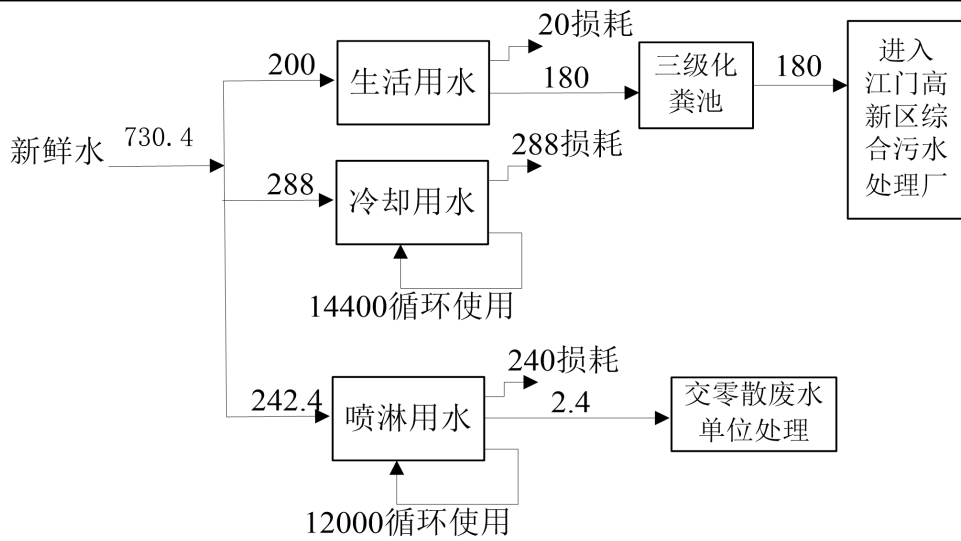 新鲜水
730.4
200
生活用水
20损耗
180
三级化
粪池
180
进入
江门高
新区综
合污水
处理厂
288
冷却用水
288损耗
14400循环使用
242.4
喷淋用水
240损耗
2.4
交零散废水
单位处理
12000循环使用